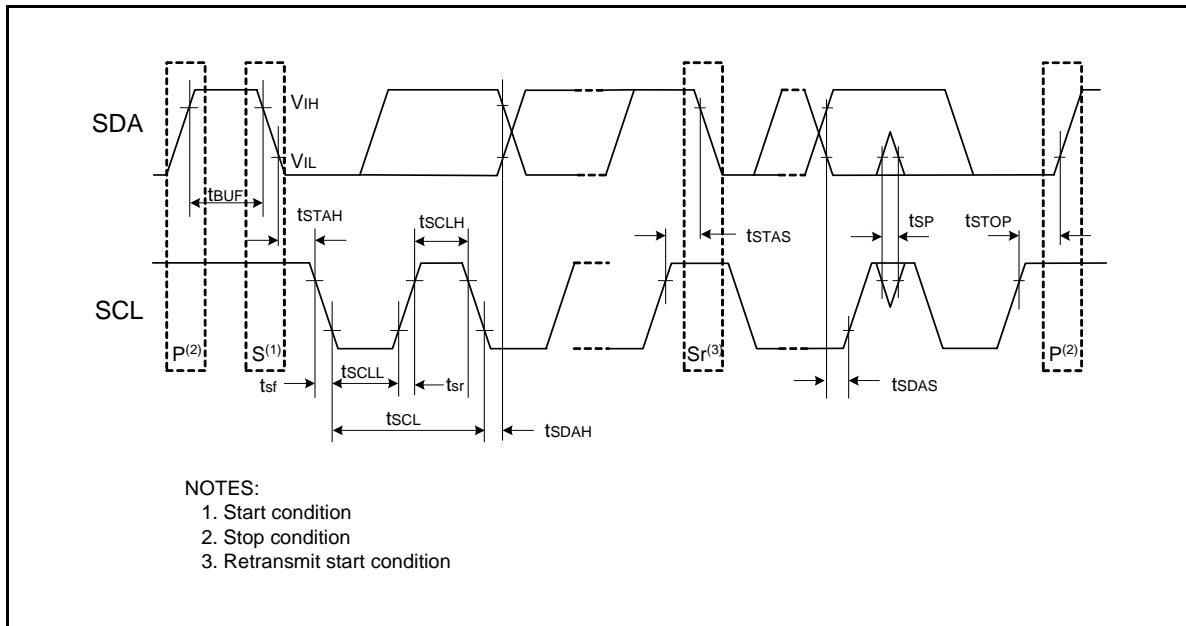 VIH
SDA
VIL
tBUF
tSTAH
tSCLH
tSTAS
tSP
tSTOP
SCL
P(2)
S(1)
Sr(3)
P(2)
tsf
tSCLL
tsr
tSDAS
tSCL
tSDAH
NOTES:
1. Start condition
2. Stop condition
3. Retransmit start condition